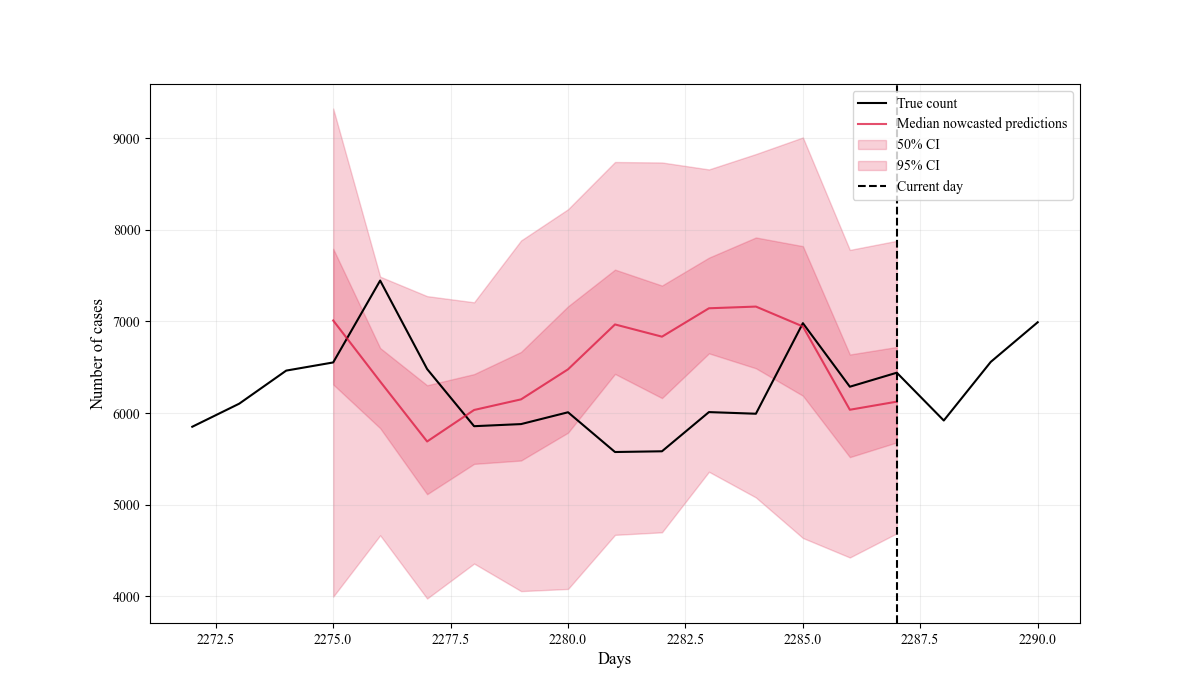 True count
Median nowcasted predictions
50% CI
95% CI
Current day
9000
8000
7000
6000
5000
4000
Number of cases
2272.5 2275.0 2277.5 2280.0 2282.5 2285.0 2287.5 2290.0
Days